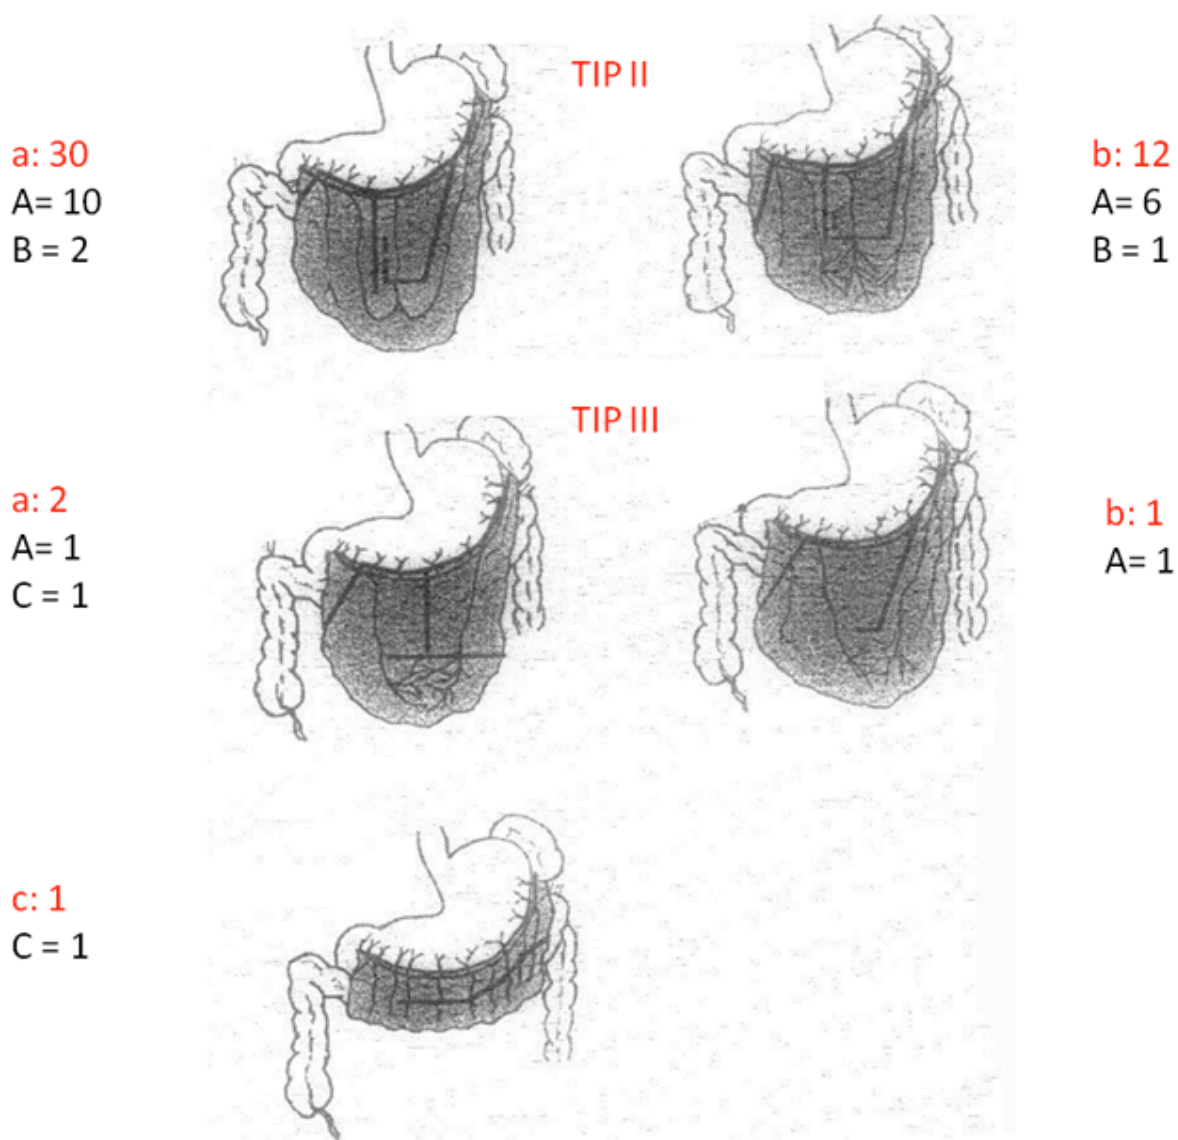 TIP II
a: 30
A= 10
B = 2
b: 12
A= 6
B = 1
TIP III
a: 2
A= 1
C = 1
b: 1
A= 1
c: 1
C = 1